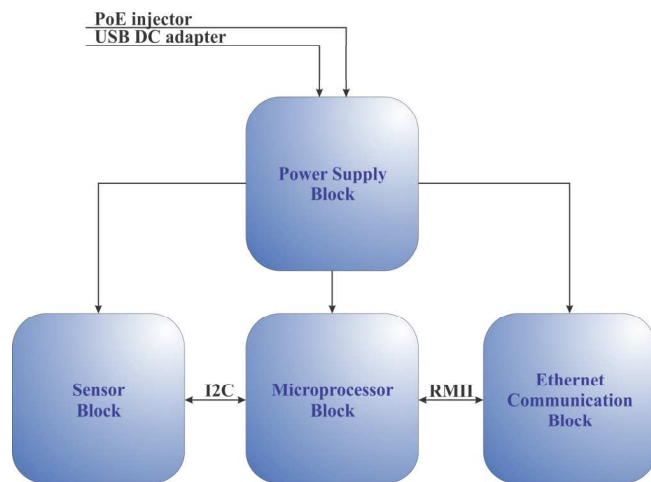 PoE injector
USB DC adapter
Power Supply
Block
Sensor
Block
I2C
Microprocessor
Block
RMII
Ethernet
Communication
Block